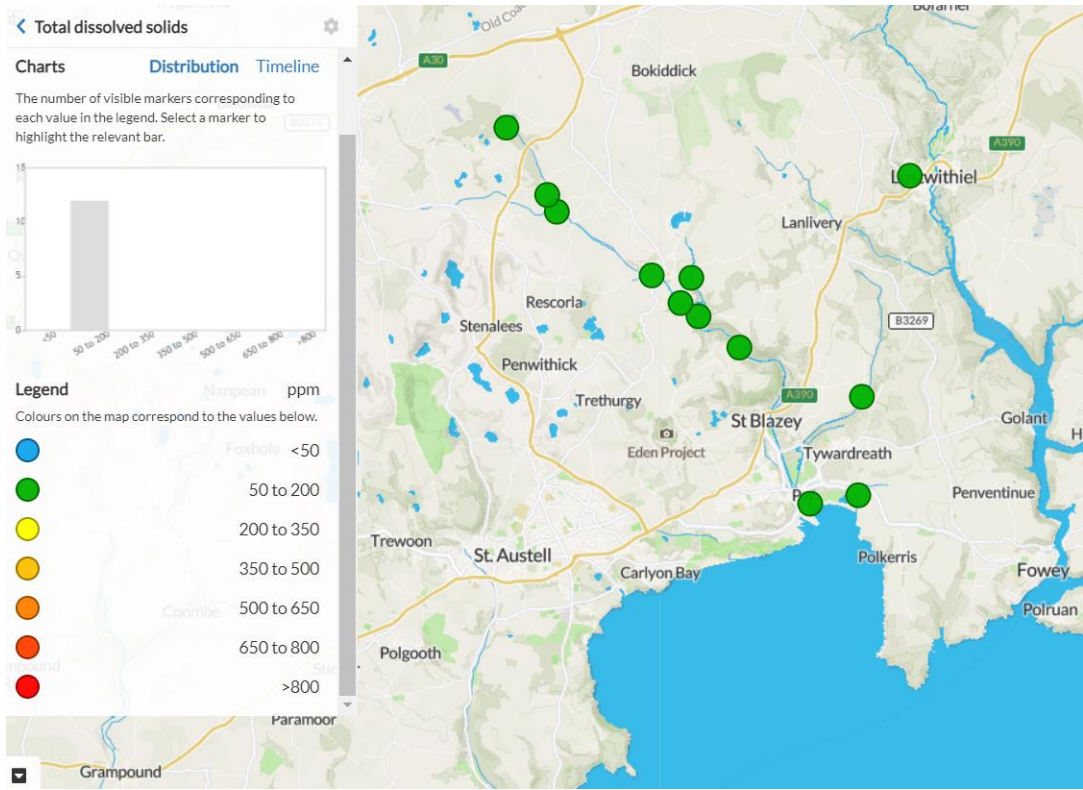 Total dissolved solids
Charts
Distribution
Timeline
The number of visible markers corresponding to
each value in the legend. Select a marker to
highlight the relevant bar.
15
10
5
0
<50
50 to 200
200 to 350
350 to 500
500 to 650
650 to 800
>800
Legend
ppm
Colours on the map correspond to the values below.
<50
50 to 200
200 to 350
350 to 500
500 to 650
650 to 800
>800
B3274
Nanpean
Foxhole
Coombe
A30
Bokiddick
A390
Lanlivery
Rescorla
Stenalees
B3269
Penwithick
Trethurgy
A390
St Blazey
Golant
Eden Project
Tywardreath
Penventinue
Trewoon
St. Austell
Carlyon Bay
Polkerris
Fowey
Polruan
Polgooth
Paramoor
Grampound